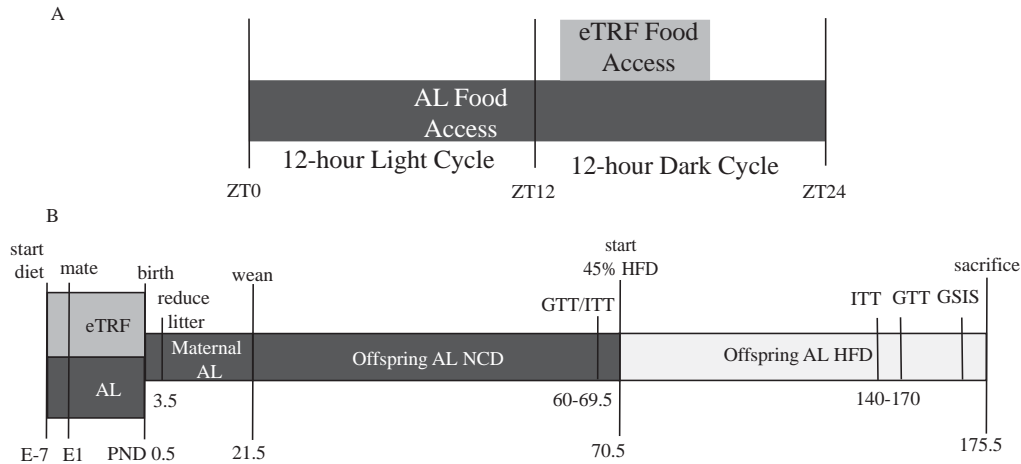 A
eTRF Food
Access
AL Food
Access
12-hour Light Cycle
12-hour Dark Cycle
ZT0
ZT12
ZT24
B
start
diet
mate
birth
reduce
litter
wean
GTT/ITT
start
45% HFD
ITT
GTT
GSIS
sacrifice
eTRF
AL
Maternal
AL
Offspring AL NCD
Offspring AL HFD
3.5
60-69.5
140-170
E-7
E1
PND 0.5
21.5
70.5
175.5